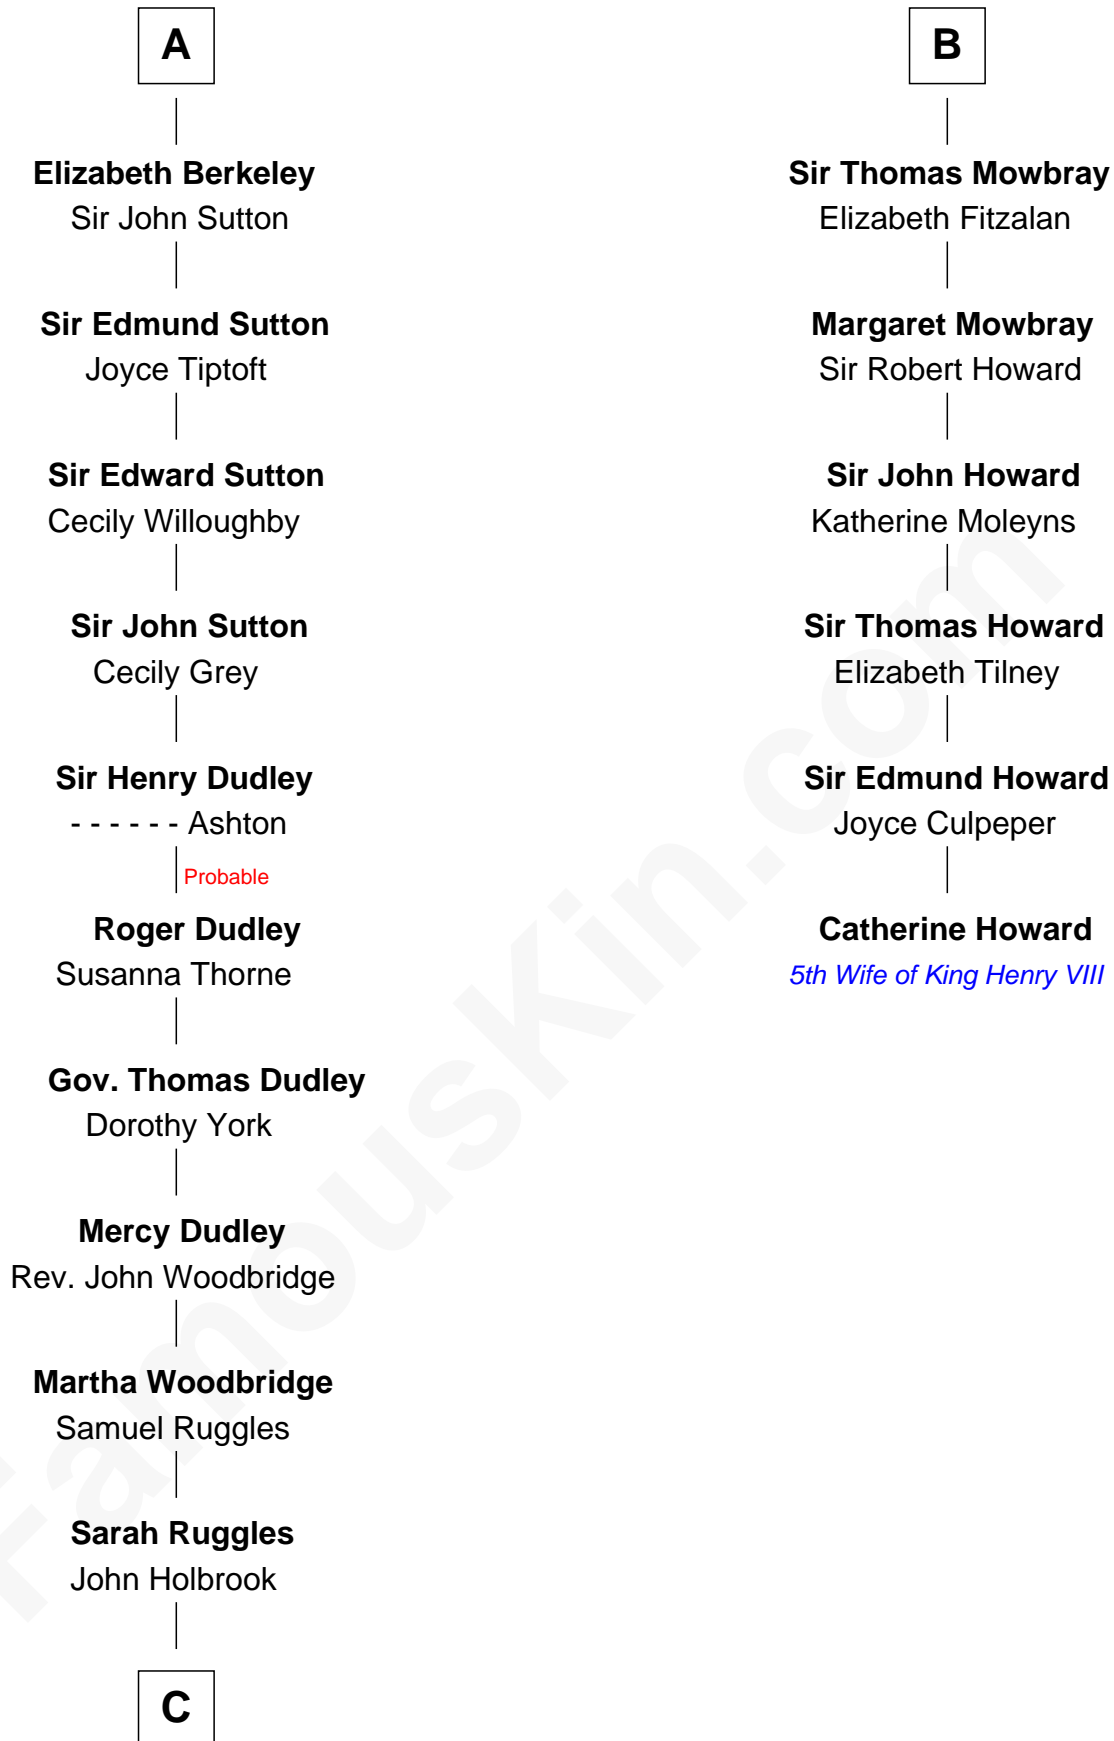 A
Elizabeth Berkeley
Sir John Sutton
Sir Edmund Sutton
Joyce Tiptoft
Sir Edward Sutton
Cecily Willoughby
Sir John Sutton
Cecily Grey
Sir Henry Dudley
- - - - - - Ashton
Probable
Roger Dudley
Susanna Thorne
Gov. Thomas Dudley
Dorothy York
Mercy Dudley
Rev. John Woodbridge
Martha Woodbridge
Samuel Ruggles
Sarah Ruggles
John Holbrook
C
B
Sir Thomas Mowbray
Elizabeth Fitzalan
Margaret Mowbray
Sir Robert Howard
Sir John Howard
Katherine Moleyns
Sir Thomas Howard
Elizabeth Tilney
Sir Edmund Howard
Joyce Culpeper
Catherine Howard
5th Wife of King Henry VIII
FamousKin.com